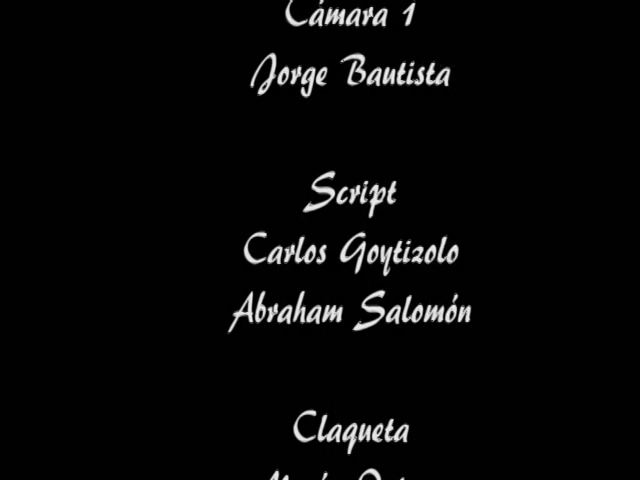 Cámara 1
Jorge Bautista
Script
Carlos Goytizolo
Abraham Salomón
Claqueta